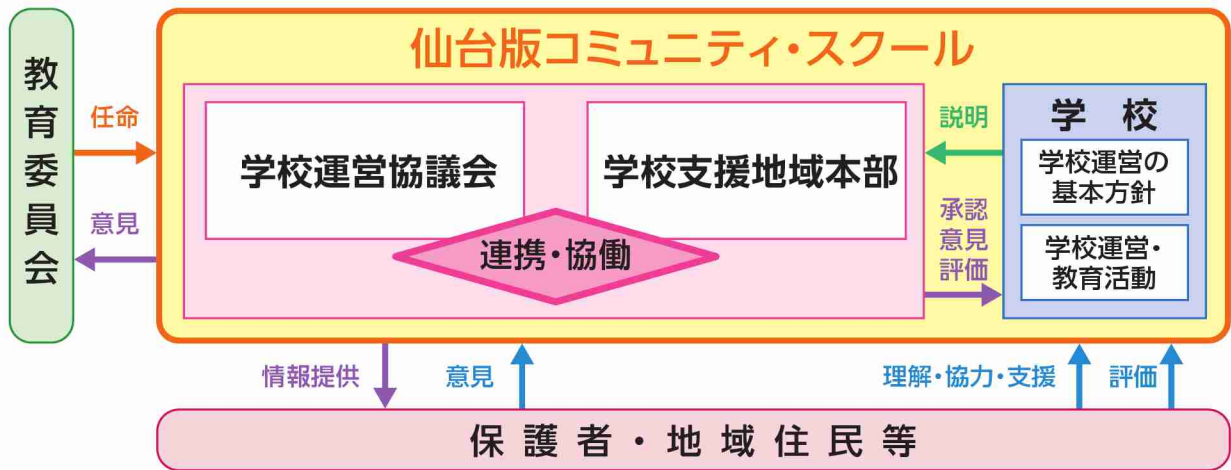 仙台版コミュニティ・スクール
教育委員会
任命
意見
学校運営協議会
学校支援地域本部
連携・協働
説明
承認
意見
評価
学 校
学校運営の
基本方針
学校運営・
教育活動
情報提供
意見
理解・協力・支援
評価
保 護 者 ・ 地 域 住 民 等